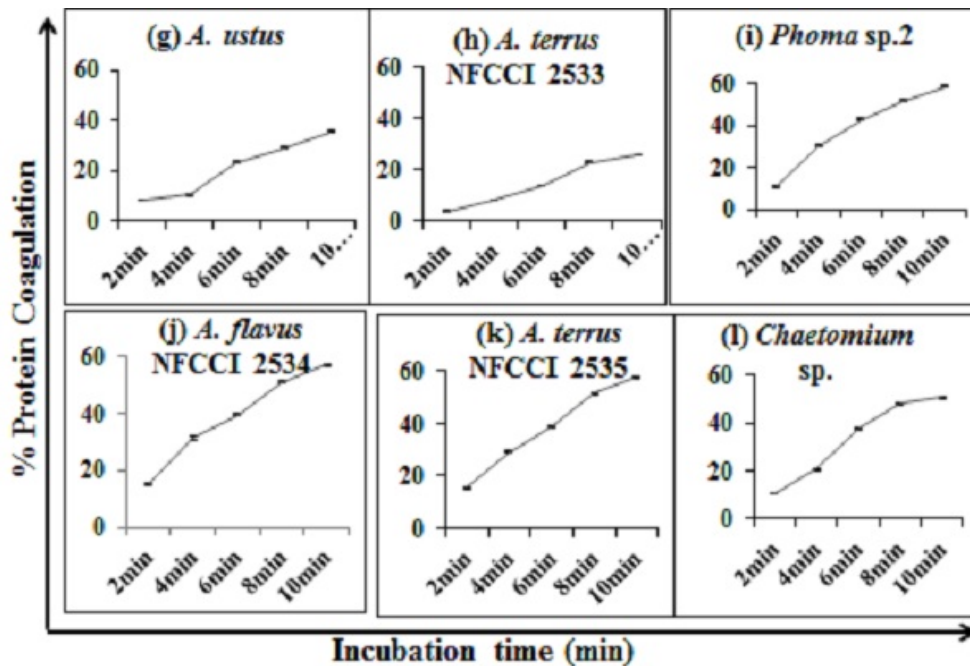 % Protein Coagulation
(g) A. ustus
60
40
20
0
2min
4min
6min
8min
10...
(h) A. terrus
NFCCI 2533
60
40
20
0
2min
4min
6min
8min
10...
(i) Phoma sp.2
60
40
20
0
2min
4min
6min
8min
10min
(j) A. flavus
NFCCI 2534
60
40
20
0
2min
4min
6min
8min
10min
(k) A. terrus
NFCCI 2535
60
40
20
0
2min
4min
6min
8min
10min
(l) Chaetomium
sp.
60
40
20
0
2min
4min
6min
8min
10min
Incubation time (min)